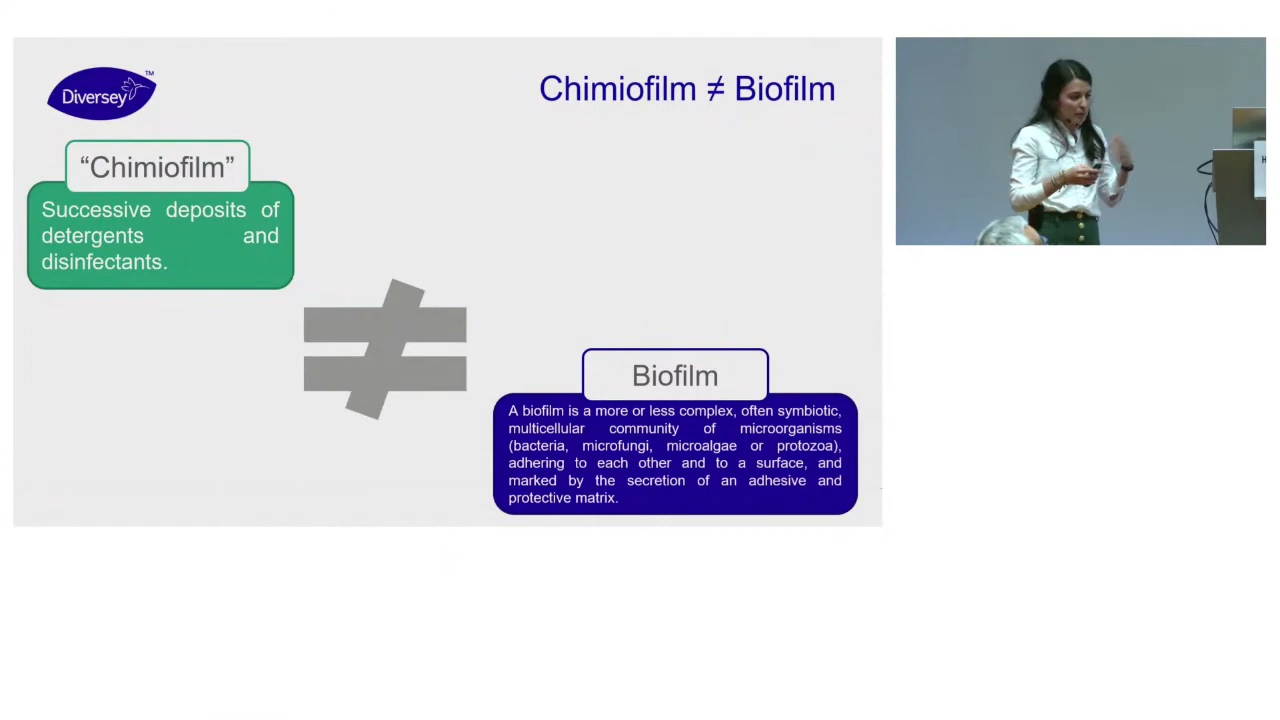 Diversey™
Chimiofilm ≠ Biofilm
“Chimiofilm”
Successive deposits of
detergents and
disinfectants.
Biofilm
A biofilm is a more or less complex, often symbiotic,
multicellular community of microorganisms
(bacteria, microfungi, microalgae or protozoa),
adhering to each other and to a surface, and
marked by the secretion of an adhesive and
protective matrix.
H